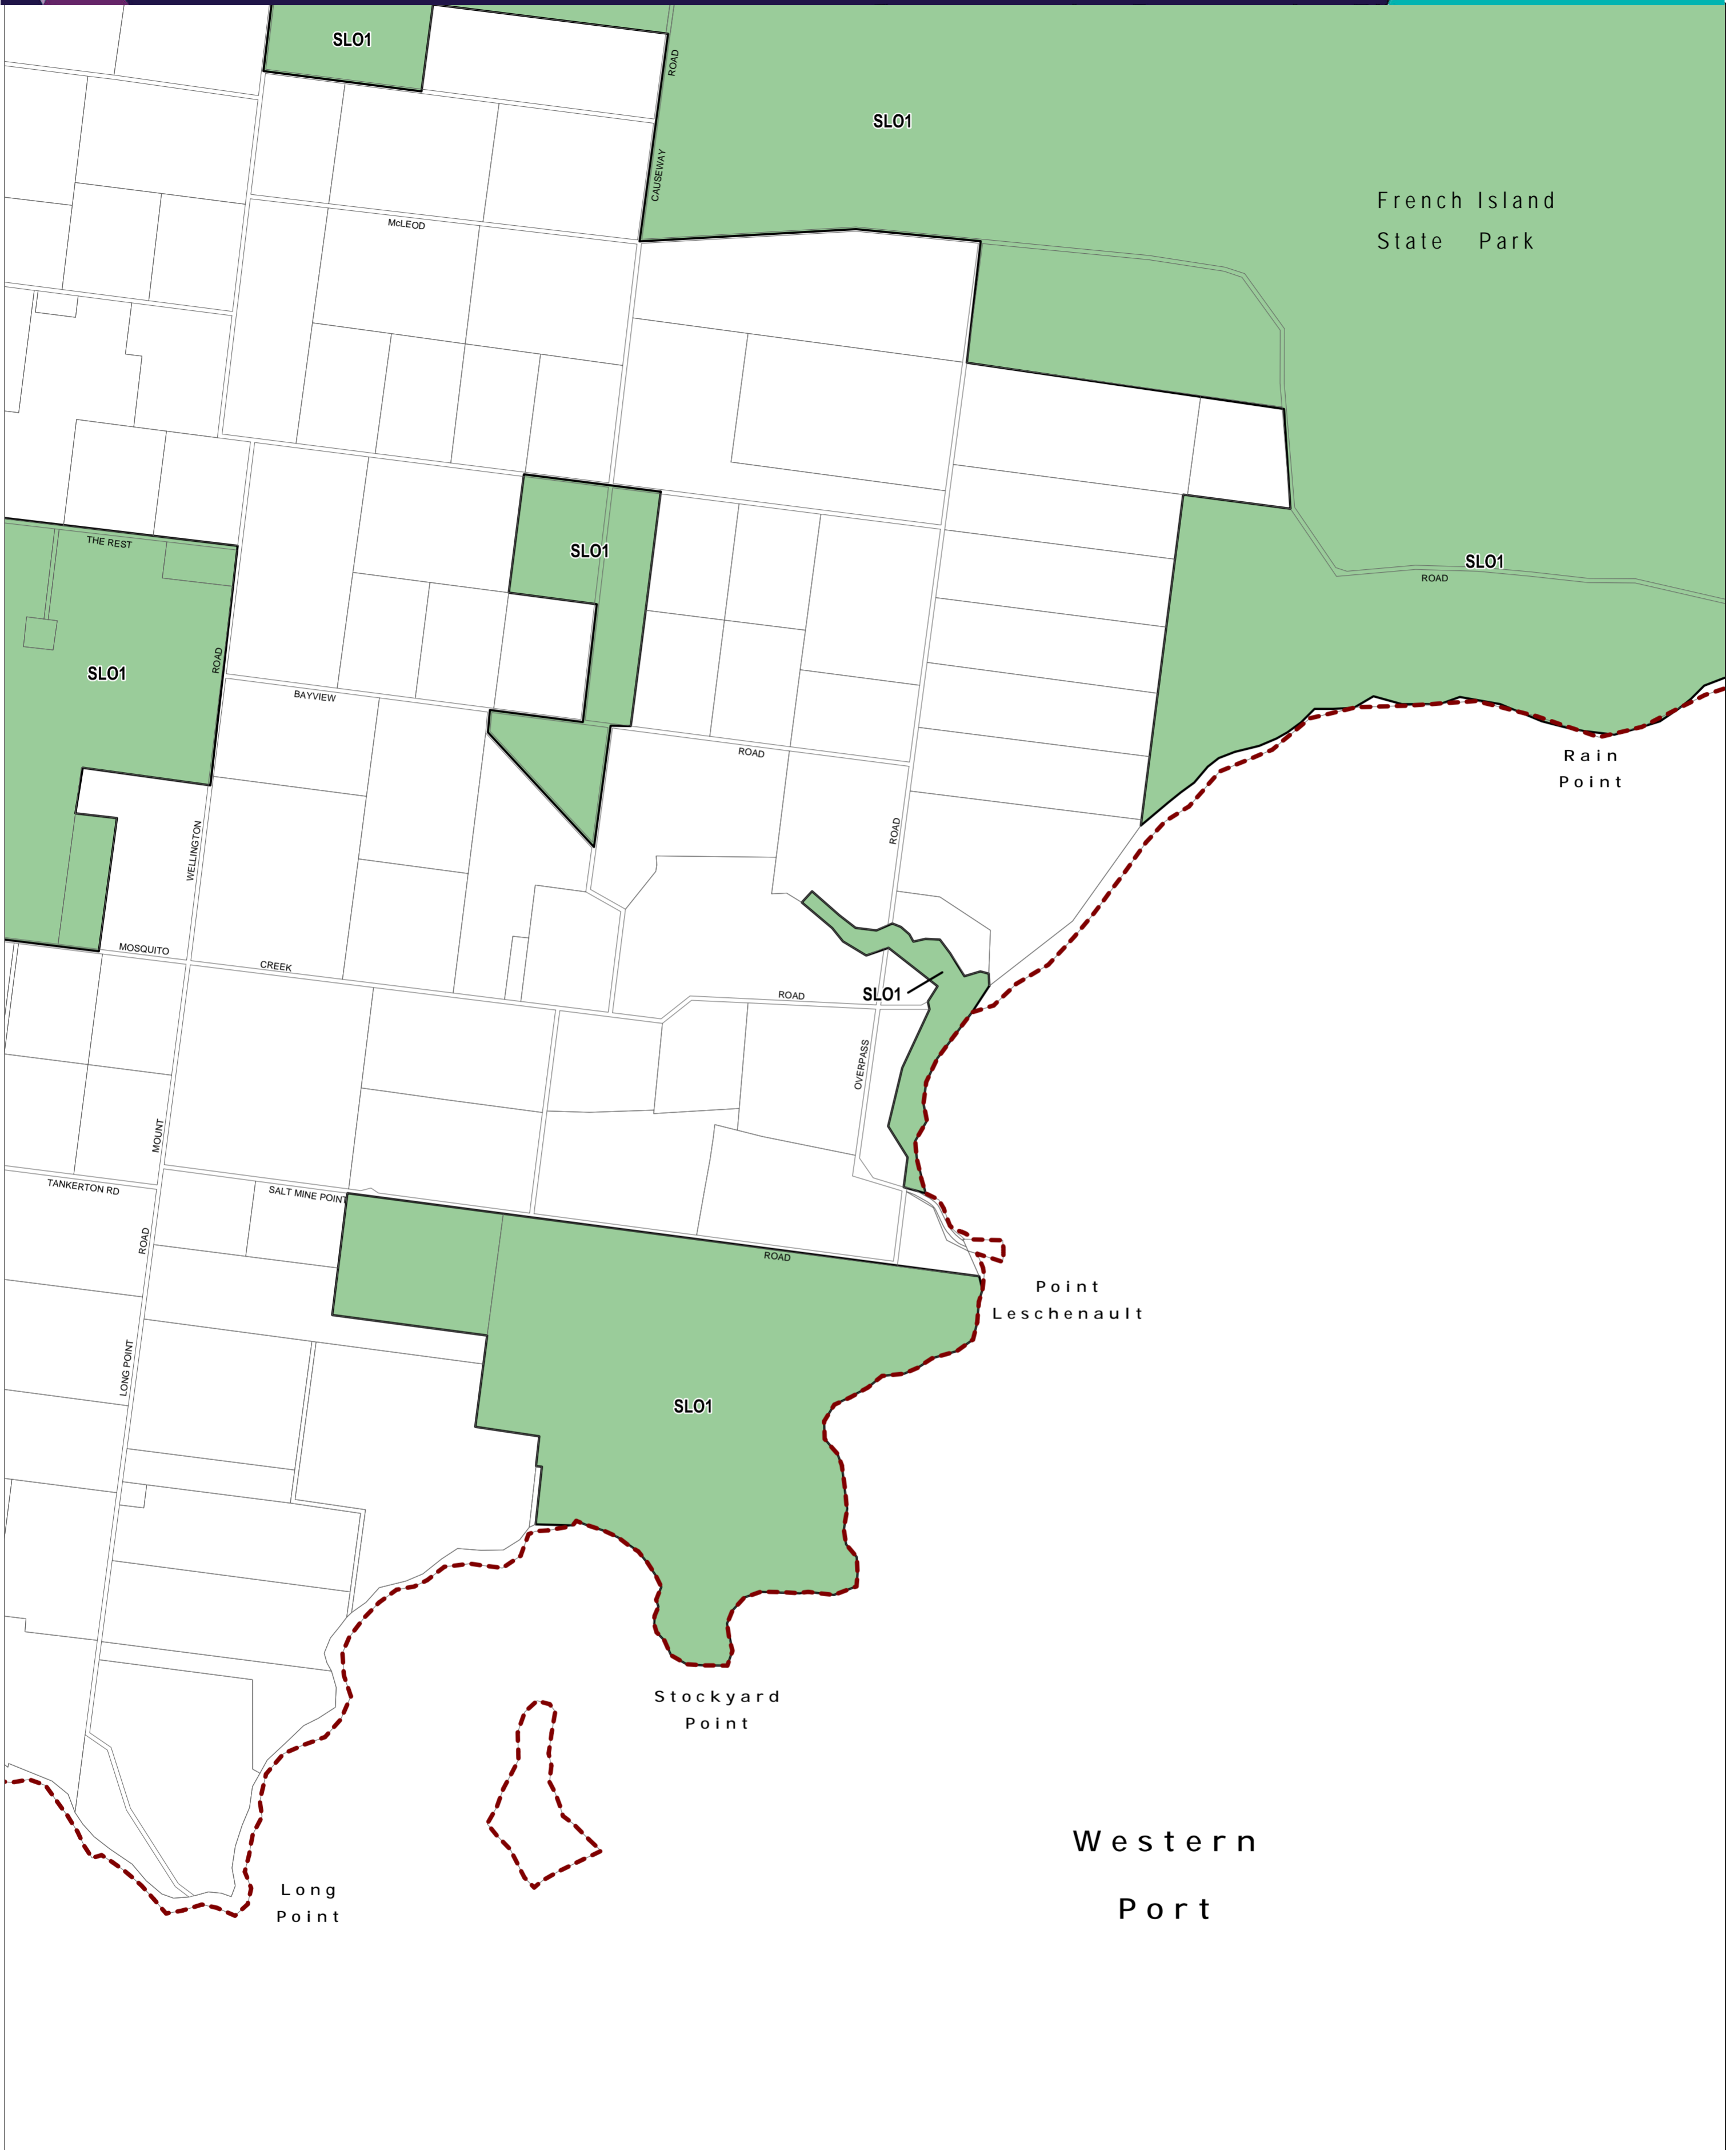 SLO1
ROAD
SLO1
CAUSEWAY
French Island
State Park
McLEOD
THE REST
SLO1
SLO1
ROAD
ROAD
SLO1
BAYVIEW
ROAD
Rain
Point
WELLINGTON
ROAD
MOSQUITO
CREEK
SLO1
ROAD
OVERPASS
MOUNT
TANKERTON RD
SALT MINE POINT
ROAD
ROAD
Point
Leschenault
LONG POINT
SLO1
Stockyard
Point
Western
Port
Long
Point